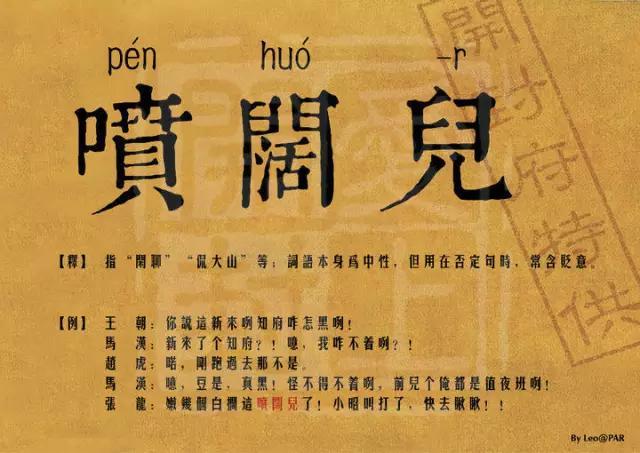 pén huó -r
噴闊兒
開封府特供
【釋】 指“閒聊”“侃大山”等；詞語本身爲中性，但用在否定句時，常含貶意。
【例】 王 朝：你說這新來咧知府咋怎黑咧！
馬 漢：新來了个知府？！噫，我咋不着咧？！
趙 虎：喏，剛跑過去那不是。
馬 漢：噫，豆是，真黑！怪不得不着咧，前兒个俺都是值夜班咧！
張 龍：嫩幾個白擱這噴闊兒了！小昭叫打了，快去瞅瞅！！
By Leo@PAR